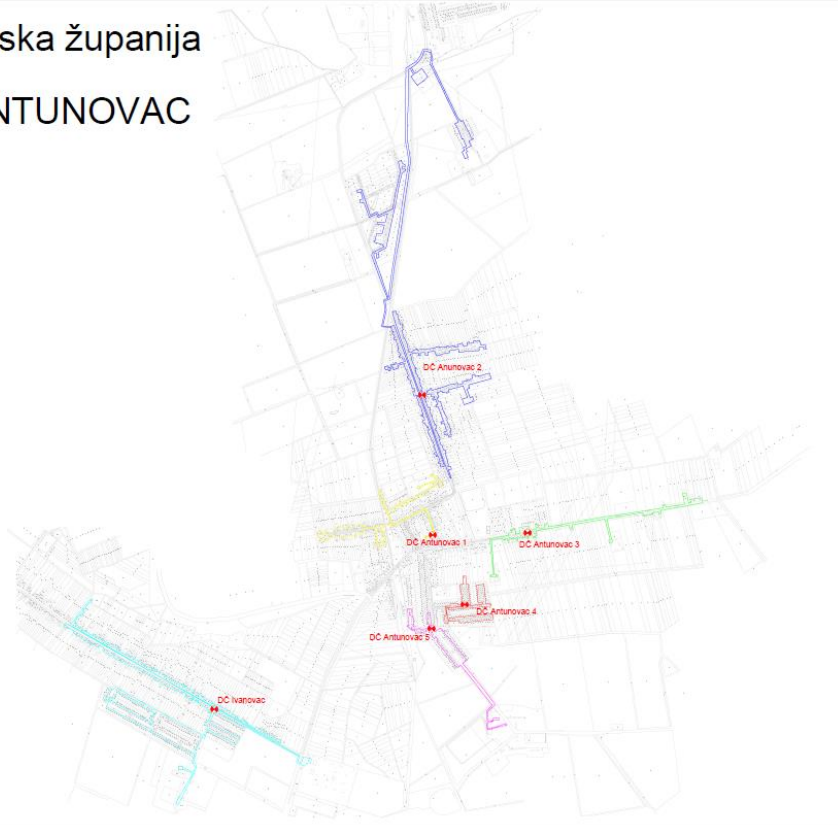 ska županija
NTUNOVAC
DČ Anunovac 2
DČ Antunovac 1
DČ Antunovac 3
DČ Antunovac 4
DČ Antunovac 5
DČ Ivanovac